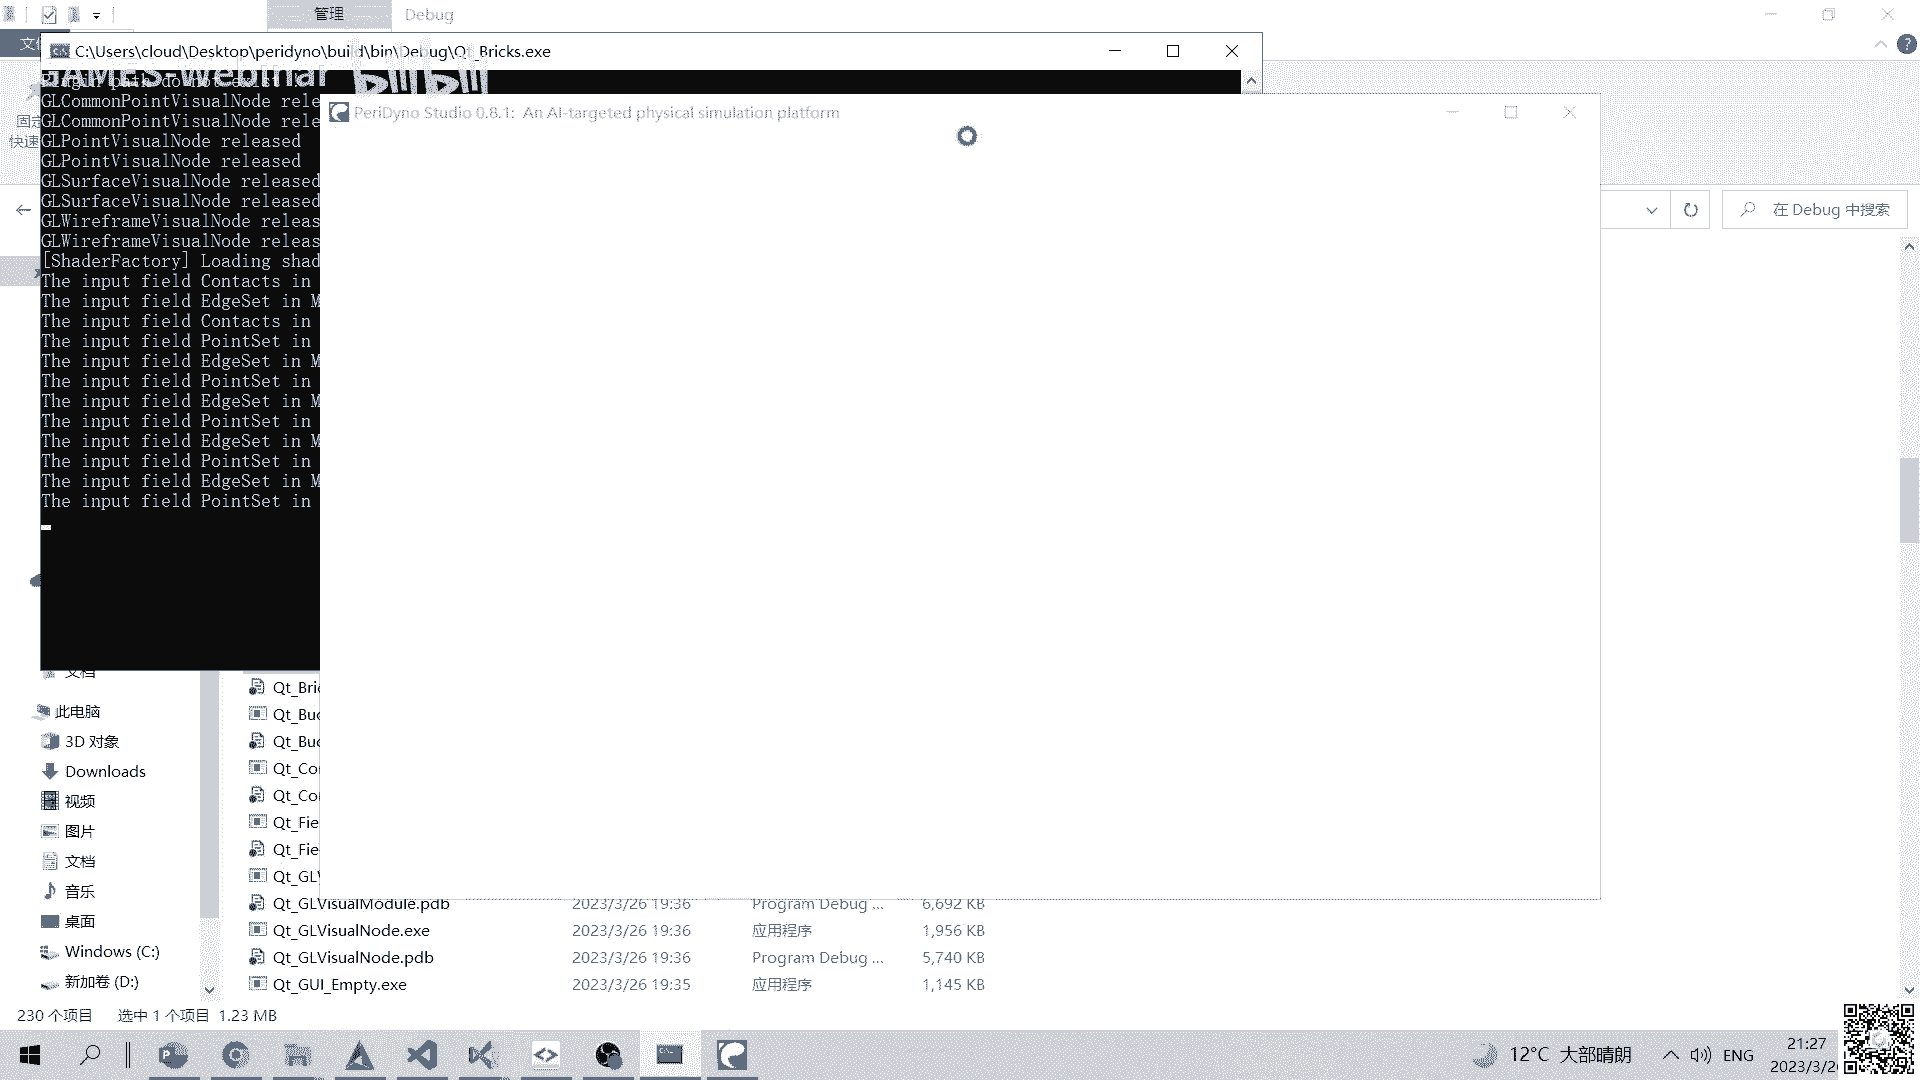 管理
Debug
文件
C:\Users\cloud\Desktop\peridyno\build\bin\Debug\Qt_Bricks.exe
GAMES-Webinar bilibili
Plugin path do not exist
GLCommonPointVisualNode rele
GLCommonPointVisualNode rele
GLPointVisualNode released
GLPointVisualNode released
GLSurfaceVisualNode released
GLSurfaceVisualNode released
GLWireframeVisualNode releas
GLWireframeVisualNode releas
[ShaderFactory] Loading shad
The input field Contacts in
The input field EdgeSet in M
The input field Contacts in
The input field PointSet in
The input field EdgeSet in M
The input field PointSet in
The input field EdgeSet in M
The input field PointSet in
The input field EdgeSet in M
The input field PointSet in
The input field EdgeSet in M
The input field PointSet in
PeriDyno Studio 0.8.1: An AI-targeted physical simulation platform
固定
快速
在 Debug 中搜索
文档
此电脑
3D 对象
Downloads
视频
图片
文档
音乐
桌面
Windows (C:)
新加卷 (D:)
Qt_Bric
Qt_Buc
Qt_Buc
Qt_Co
Qt_Co
Qt_Fie
Qt_Fie
Qt_GLV
Qt_GLVisualModule.pdb 2023/3/26 19:36 Program Debug ... 6,692 KB
Qt_GLVisualNode.exe 2023/3/26 19:36 应用程序 1,956 KB
Qt_GLVisualNode.pdb 2023/3/26 19:36 Program Debug ... 5,740 KB
Qt_GUI_Empty.exe 2023/3/26 19:35 应用程序 1,145 KB
230 个项目 选中 1 个项目 1.23 MB
12°C 大部晴朗
ENG
21:27
2023/3/26